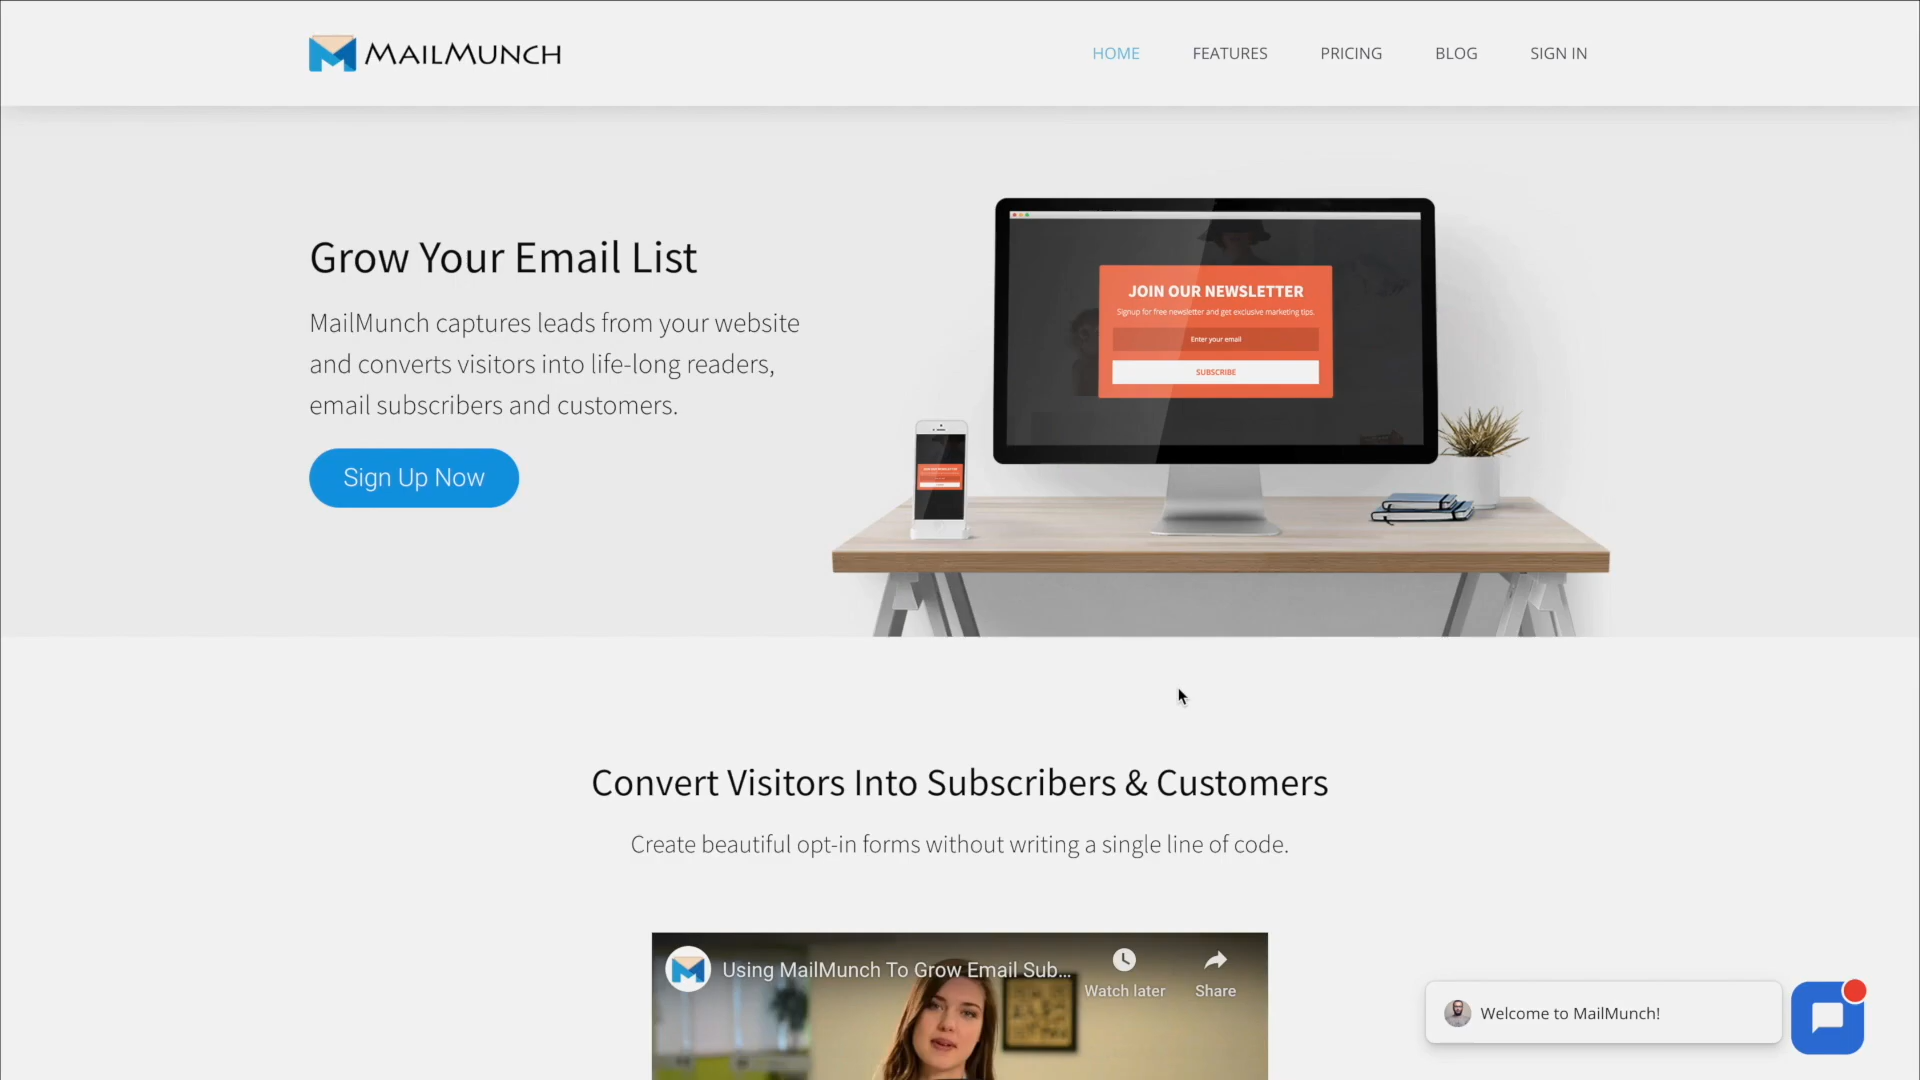 MAILMUNCH
HOME FEATURES PRICING BLOG SIGN IN
Grow Your Email List
MailMunch captures leads from your website
and converts visitors into life-long readers,
email subscribers and customers.
Sign Up Now
JOIN OUR NEWSLETTER
Signup for free newsletter and get exclusive marketing tips.
Enter your email
SUBSCRIBE
Convert Visitors Into Subscribers & Customers
Create beautiful opt-in forms without writing a single line of code.
Using MailMunch To Grow Email Sub...
Watch later
Share
Welcome to MailMunch!